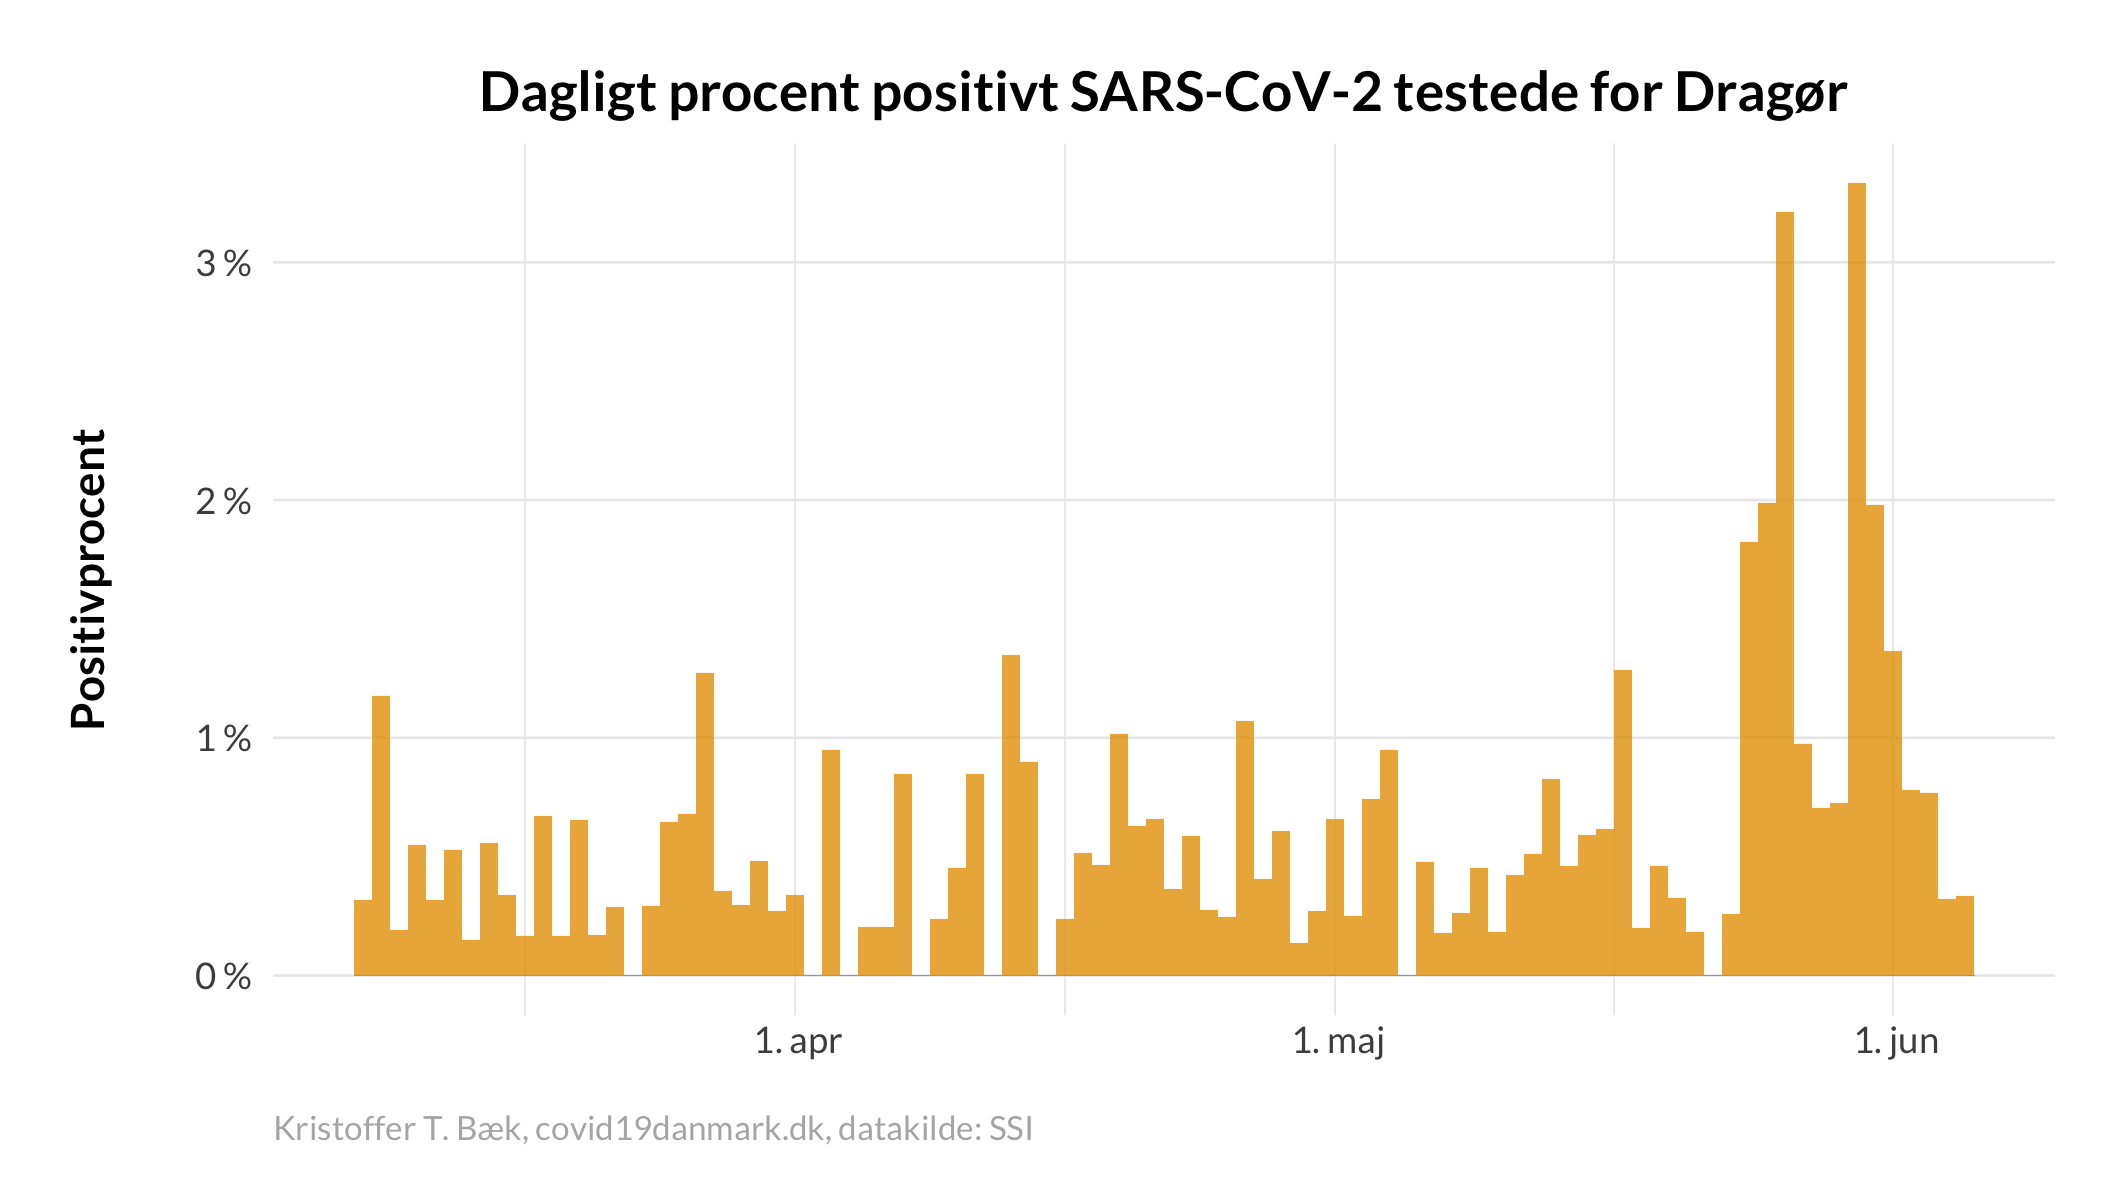 Dagligt procent positivt SARS-CoV-2 testede for Dragør
Positivprocent
3 %
2 %
1 %
0 %
1. apr
1. maj
1. jun
Kristoffer T. Bæk, covid19danmark.dk, datakilde: SSI